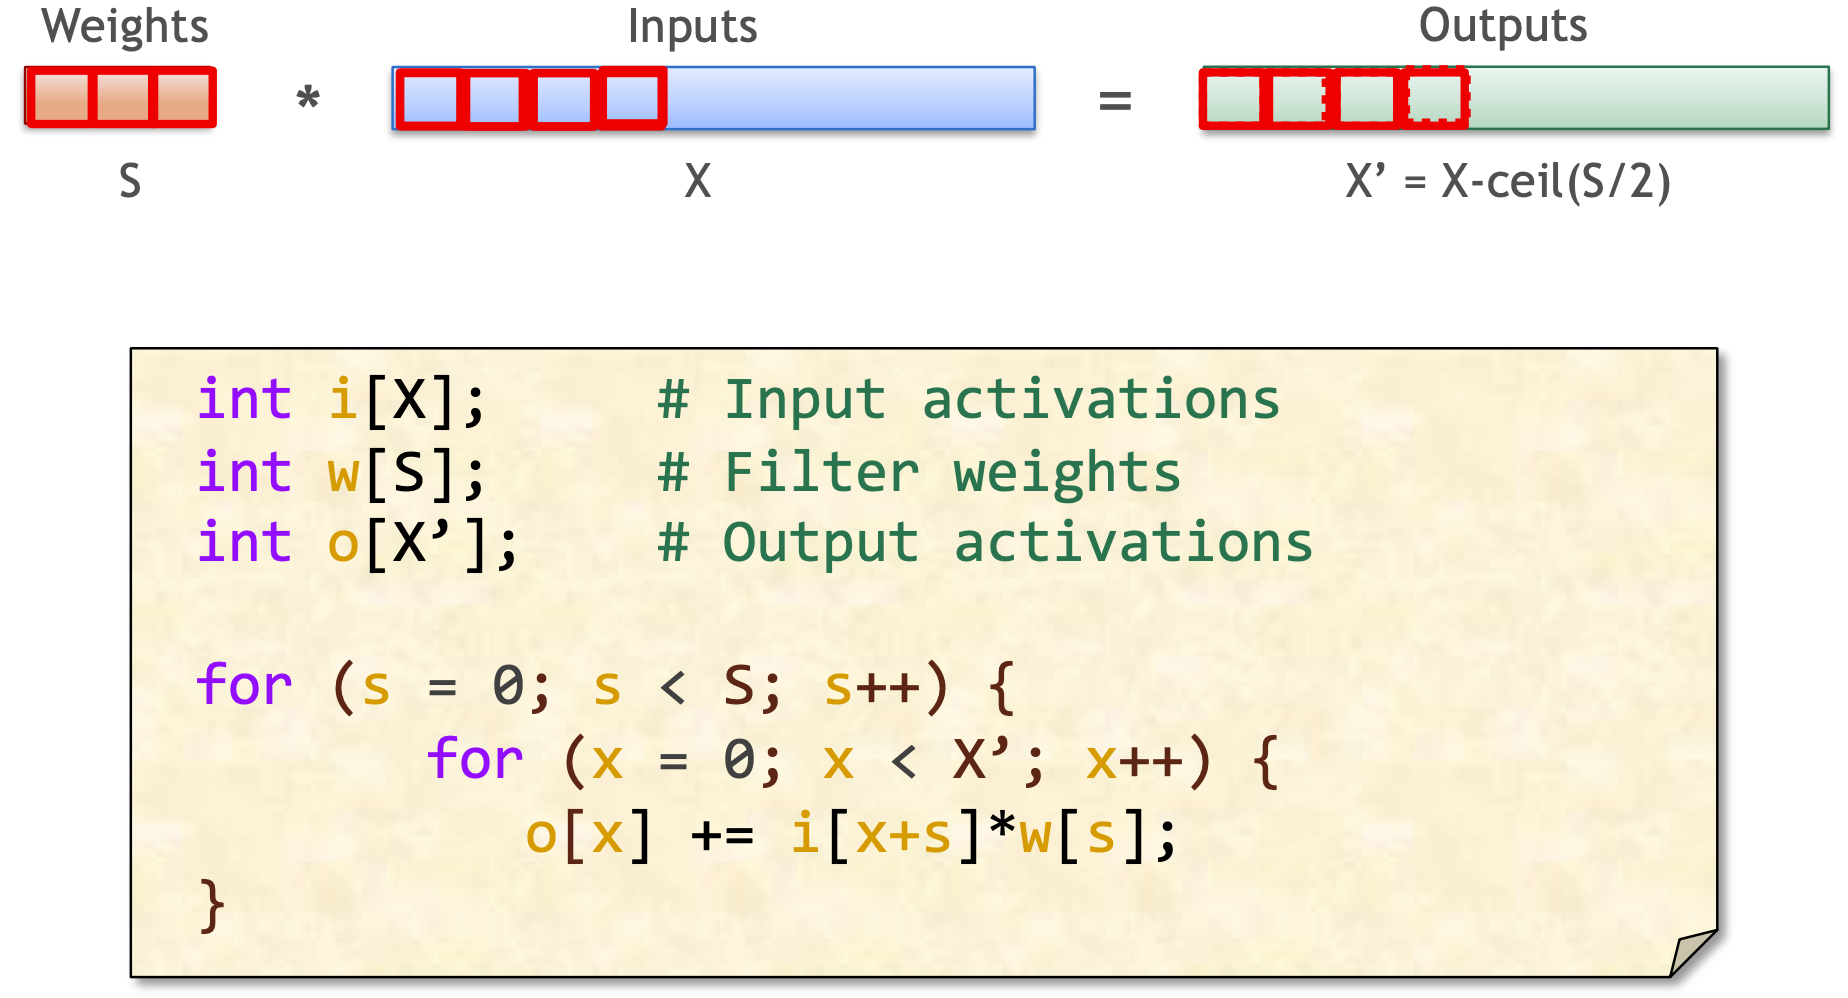 Weights Inputs Outputs
* =
S X X’ = X-ceil(S/2)
int i[X]; # Input activations
int w[S]; # Filter weights
int o[X’]; # Output activations
for (s = 0; s < S; s++) {
for (x = 0; x < X’; x++) {
o[x] += i[x+s]*w[s];
}